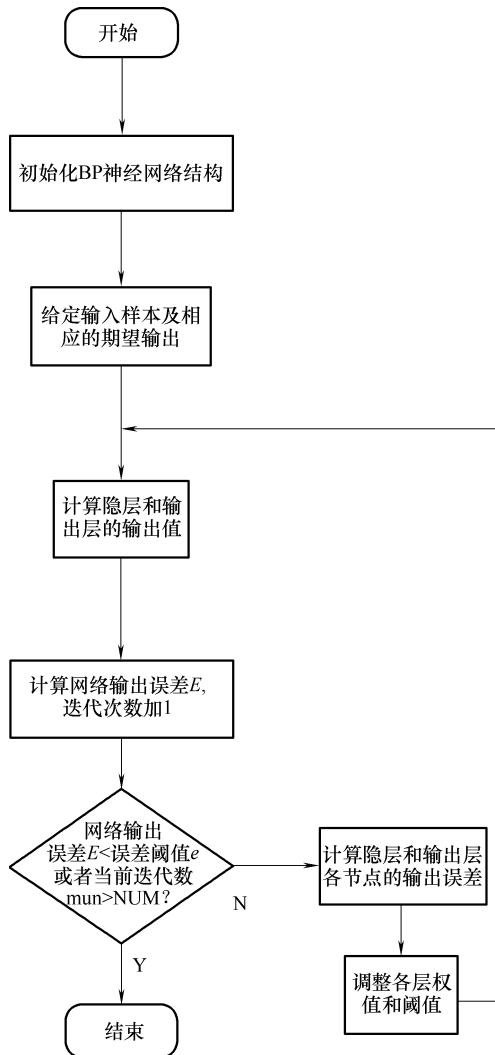 开始
初始化BP神经网络结构
给定输入样本及相
应的期望输出
计算隐层和输
出层的输出值
计算网络输出误差E,
迭代次数加1
网络输出
误差E<误差阈值e
或者当前迭代数
mun>NUM?
N
计算隐层和输出层
各节点的输出误差
Y
调整各层权
值和阈值
结束